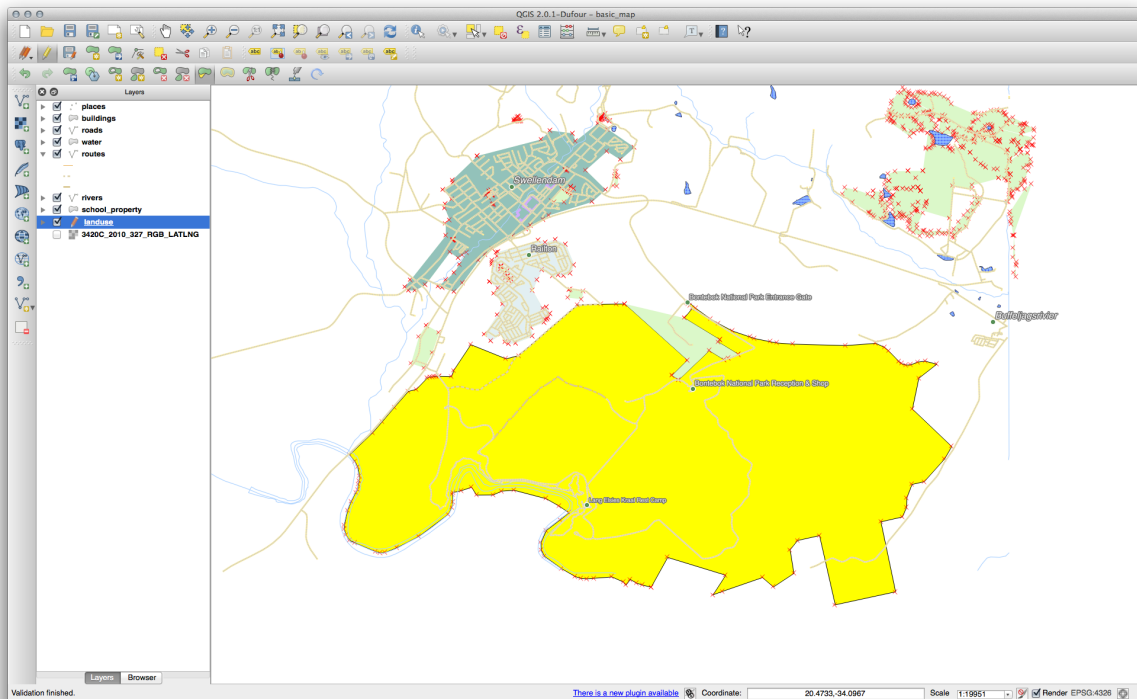 QGIS 2.0.1-Dufour - basic_map
Layers
places
buildings
roads
water
routes
rivers
school_property
landuse
3420C_2010_327_RGB_LATLNG
Swellendam
Railton
Bontebok National Park Entrance Gate
Buffeljagsrivier
Bontebok National Park Reception & Shop
Lang Elsies Kraal Rest Camp
Layers Browser
Validation finished. There is a new plugin available Coordinate: 20.4733,-34.0967 Scale 1:19951 Render EPSG:4326